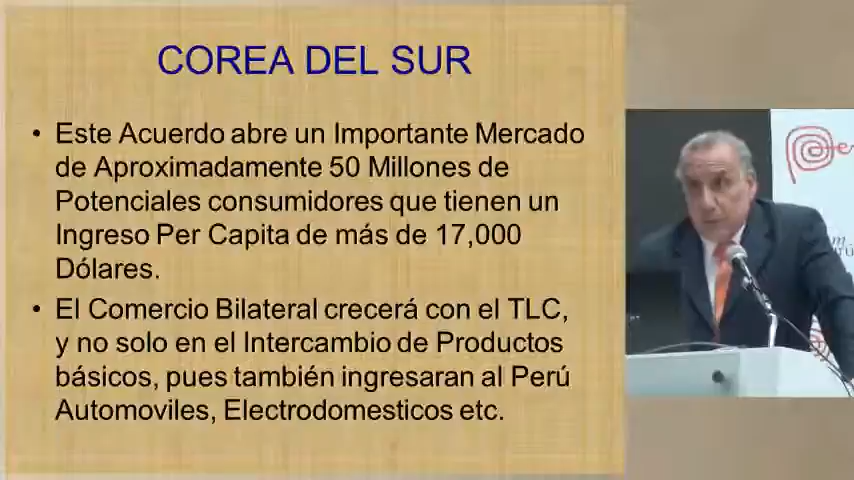 COREA DEL SUR
• Este Acuerdo abre un Importante Mercado
de Aproximadamente 50 Millones de
Potenciales consumidores que tienen un
Ingreso Per Capita de más de 17,000
Dólares.
• El Comercio Bilateral crecerá con el TLC,
y no solo en el Intercambio de Productos
básicos, pues también ingresaran al Perú
Automoviles, Electrodomesticos etc.